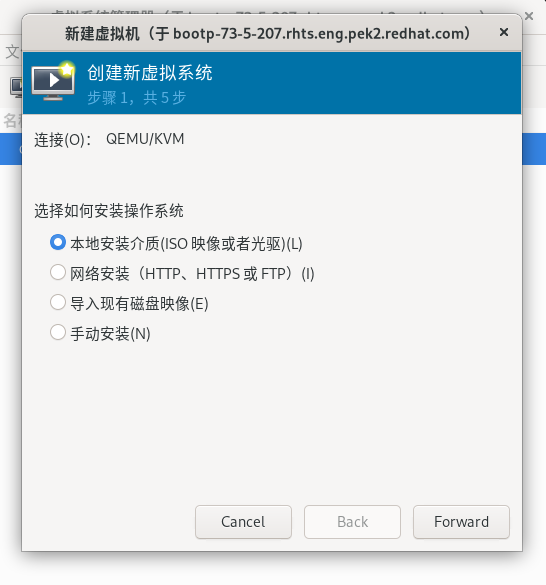 新建虚拟机（于 bootp-73-5-207.rhts.eng.pek2.redhat.com）
创建新虚拟系统
步骤 1，共 5 步
连接(O)： QEMU/KVM
选择如何安装操作系统
本地安装介质(ISO 映像或者光驱)(L)
网络安装（HTTP、HTTPS 或 FTP）(I)
导入现有磁盘映像(E)
手动安装(N)
Cancel Back Forward